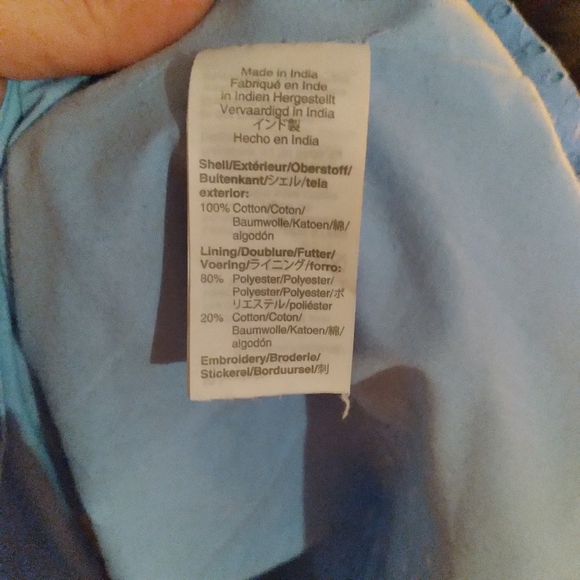 Made in India
Fabriqué en Inde
in Indien Hergestellt
Vervaardigd in India
インド製
Hecho en India
Shell/Extérieur/Oberstoff/
Buitenkant/シェル/tela
exterior:
100% Cotton/Coton/
Baumwolle/Katoen/綿/
algodón
Lining/Doublure/Futter/
Voering/ライニング/forro:
80% Polyester/Polyester/
Polyester/Polyester/ポ
リエステル/poliéster
20% Cotton/Coton/
Baumwolle/Katoen/綿/
algodón
Embroidery/Broderie/
Stickerei/Borduursel/刺